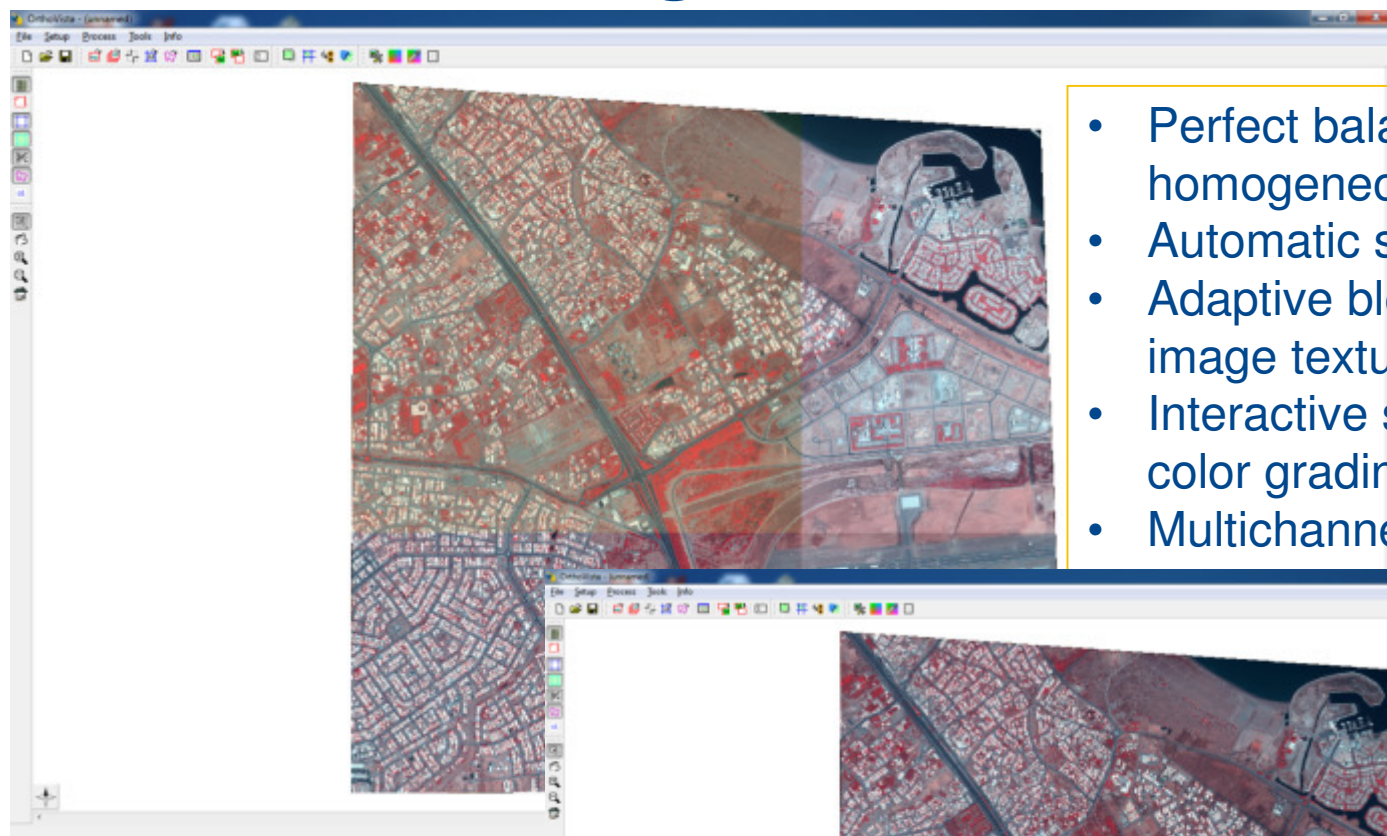 OrthoVista - (unnamed)
File Setup Process Tools Info
• Perfect bala
homogeneo
• Automatic s
• Adaptive bl
image textu
• Interactive s
color gradin
• Multichanne
OrthoVista - (unnamed)
File Setup Process Tools Info